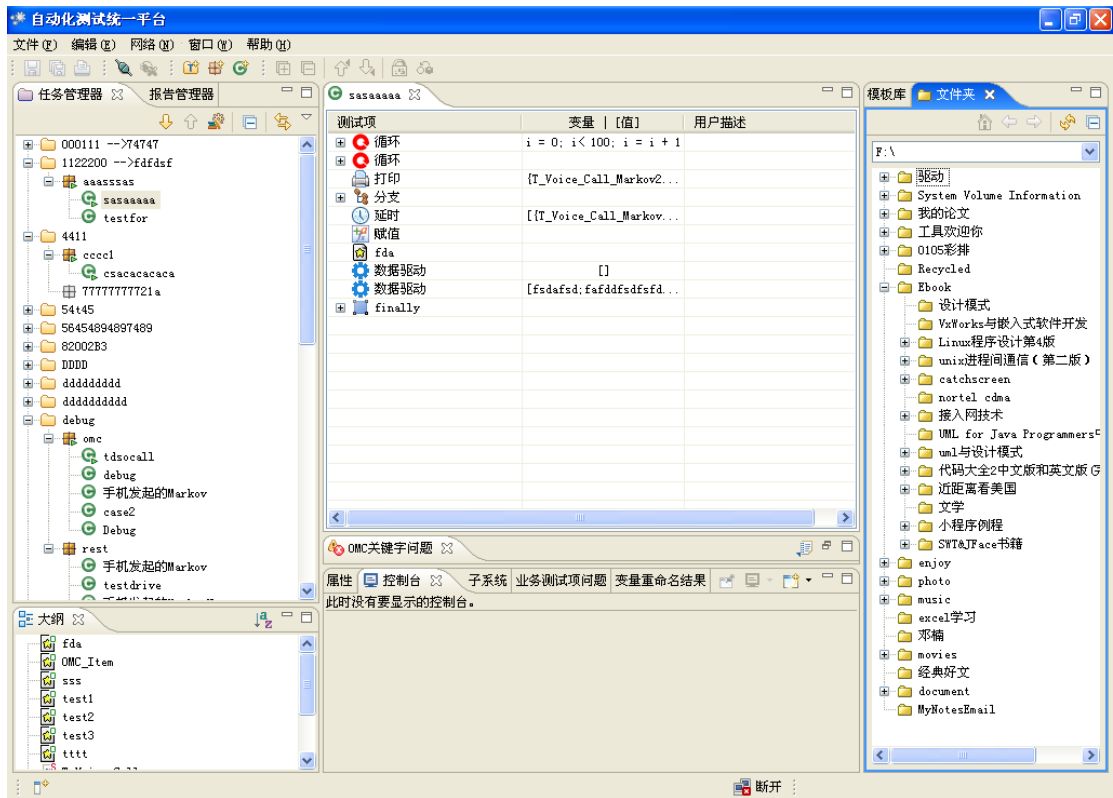 自动化测试统一平台
文件(F) 编辑(E) 网络(N) 窗口(W) 帮助(H)
任务管理器 报告管理器
000111 -->74747
1122200 -->fdfdsf
aaasssas
sasaaaaa
testfor
4411
cccc1
csacacacaca
77777777721a
54t45
56454894897489
82002B3
DDDD
ddddddddd
dddddddddd
debug
omc
tdsocall
debug
手机发起的Markov
case2
Debug
rest
手机发起的Markov
testdrive
大纲
fda
OMC_Item
sss
test1
test2
test3
tttt
sasaaaaa
测试项 变量 | [值] 用户描述
循环 i = 0; i< 100; i = i + 1
循环
打印 {T_Voice_Call_Markov2...
分支
延时 [{T_Voice_Call_Markov...
赋值
fda
数据驱动 []
数据驱动 [fsdafsd;fafddfsdfsfd...
finally
OMC关键字问题
属性 控制台 子系统 业务测试项问题 变量重命名结果
此时没有要显示的控制台。
模板库 文件夹
F:\
驱动
System Volume Information
我的论文
工具欢迎你
0105彩排
Recycled
Ebook
设计模式
VxWorks与嵌入式软件开发
Linux程序设计第4版
unix进程间通信(第二版)
catchscreen
nortel cdma
接入网技术
UML for Java Programmers
uml与设计模式
代码大全2中文版和英文版
近距离看美国
文学
小程序例程
SWT&JFace书籍
enjoy
photo
music
excel学习
邓楠
movies
经典好文
document
MyNotesEmail
断开